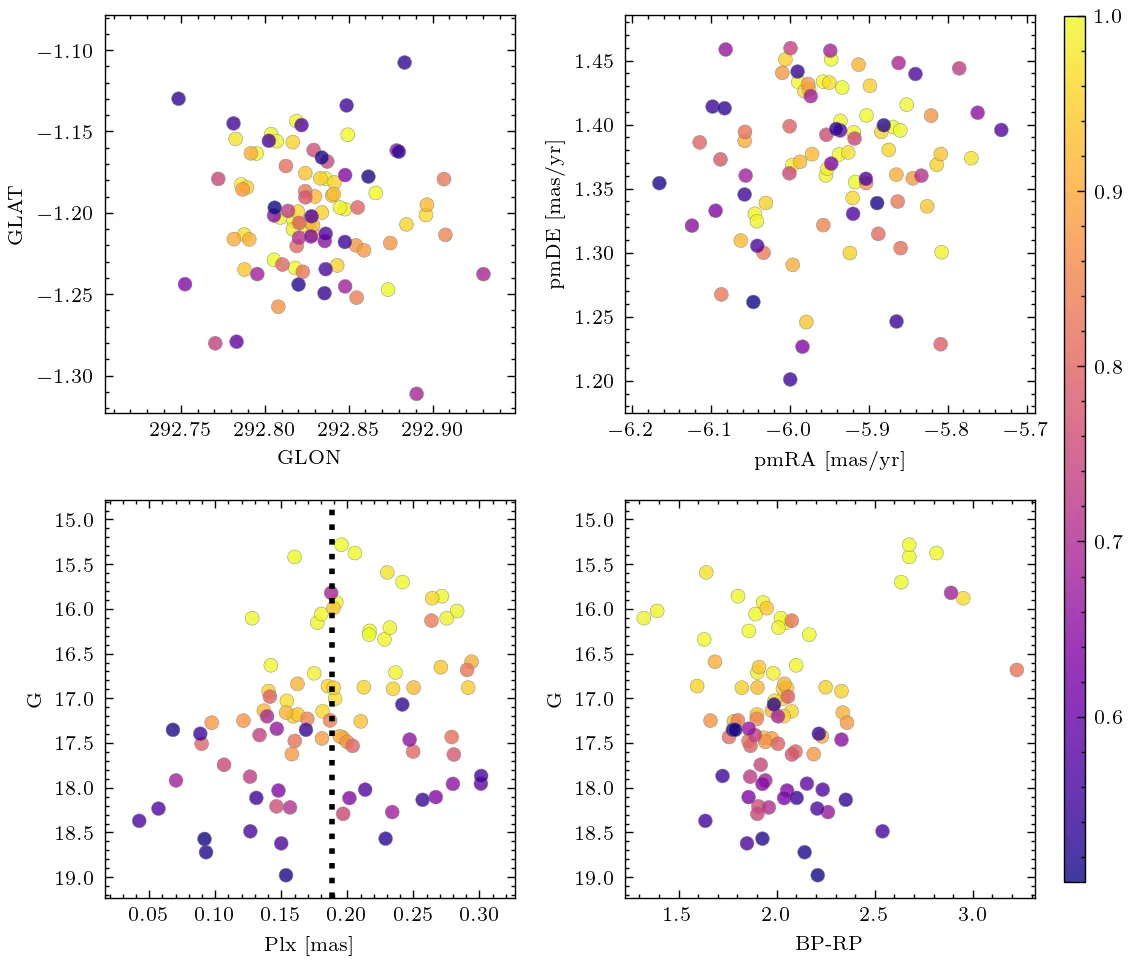 −1.10
−1.15
−1.20
−1.25
−1.30
GLAT
292.75 292.80 292.85 292.90
GLON
1.45
1.40
1.35
1.30
1.25
1.20
pmDE [mas/yr]
−6.2 −6.1 −6.0 −5.9 −5.8 −5.7
pmRA [mas/yr]
1.0
0.9
0.8
0.7
0.6
15.0
15.5
16.0
16.5
17.0
17.5
18.0
18.5
19.0
G
0.05 0.10 0.15 0.20 0.25 0.30
Plx [mas]
15.0
15.5
16.0
16.5
17.0
17.5
18.0
18.5
19.0
G
1.5 2.0 2.5 3.0
BP-RP